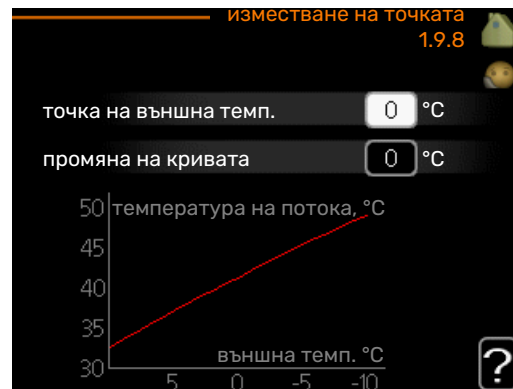 изместване на точката
1.9.8
точка на външна темп. 0 °C
промяна на кривата 0 °C
50 температура на потока, °C
45
40
35
30
външна темп. °C
5 0 -5 -10
?